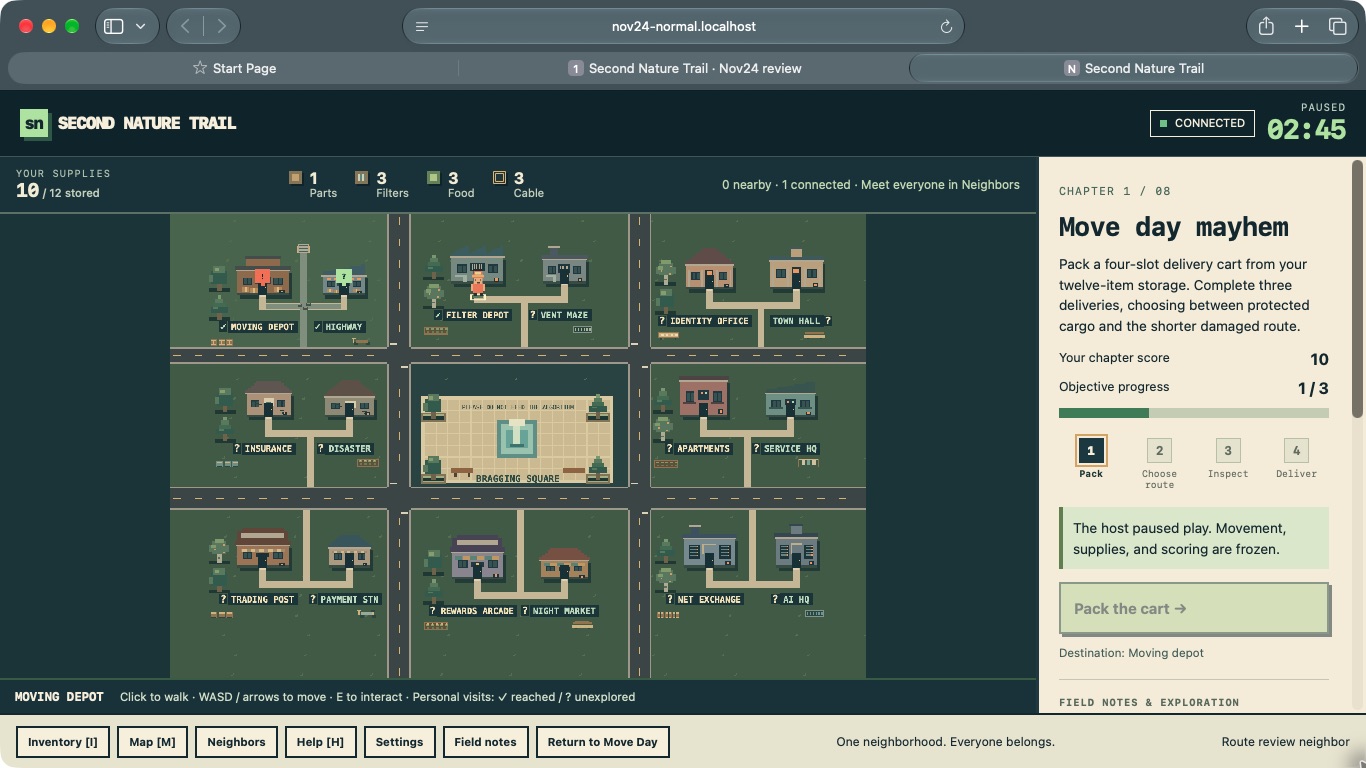 nov24-normal.localhost
Start Page
1 Second Nature Trail · Nov24 review
N Second Nature Trail
sn SECOND NATURE TRAIL
CONNECTED
PAUSED
02:45
YOUR SUPPLIES
10 / 12 stored
1
Parts
3
Filters
3
Food
3
Cable
0 nearby · 1 connected · Meet everyone in Neighbors
! ?
✓ MOVING DEPOT ✓ HIGHWAY
✓ FILTER DEPOT ? VENT MAZE
? IDENTITY OFFICE TOWN HALL ?
? INSURANCE ? DISASTER
PLEASE DO NOT FEED THE ALGORITHM
BRAGGING SQUARE
? APARTMENTS ? SERVICE HQ
? TRADING POST ? PAYMENT STN
? REWARDS ARCADE ? NIGHT MARKET
? NET EXCHANGE ? AI HQ
MOVING DEPOT Click to walk · WASD / arrows to move · E to interact · Personal visits: ✓ reached / ? unexplored
CHAPTER 1 / 08
Move day mayhem
Pack a four-slot delivery cart from your
twelve-item storage. Complete three
deliveries, choosing between protected
cargo and the shorter damaged route.
Your chapter score 10
Objective progress 1 / 3
1 2 3 4
Pack Choose route Inspect Deliver
The host paused play. Movement,
supplies, and scoring are frozen.
Pack the cart →
Destination: Moving depot
FIELD NOTES & EXPLORATION
Inventory [I] Map [M] Neighbors Help [H] Settings Field notes Return to Move Day
One neighborhood. Everyone belongs.
Route review neighbor